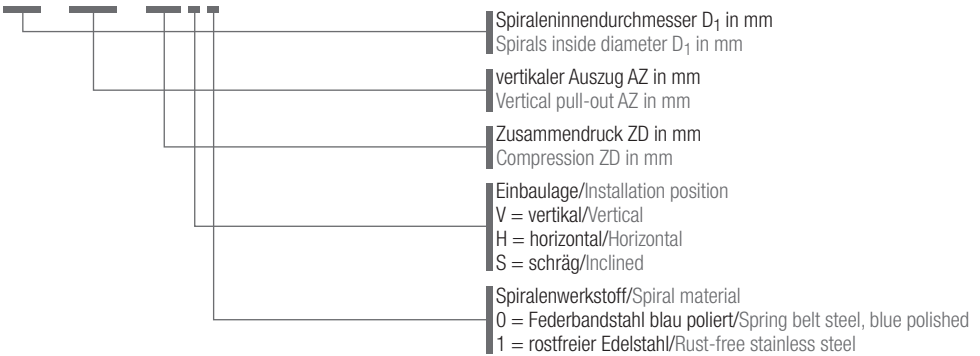 Spiraleninnendurchmesser D₁ in mm
Spirals inside diameter D₁ in mm
vertikaler Auszug AZ in mm
Vertical pull-out AZ in mm
Zusammendruck ZD in mm
Compression ZD in mm
Einbaulage/Installation position
V = vertikal/Vertical
H = horizontal/Horizontal
S = schräg/Inclined
Spiralenwerkstoff/Spiral material
0 = Federbandstahl blau poliert/Spring belt steel, blue polished
1 = rostfreier Edelstahl/Rust-free stainless steel